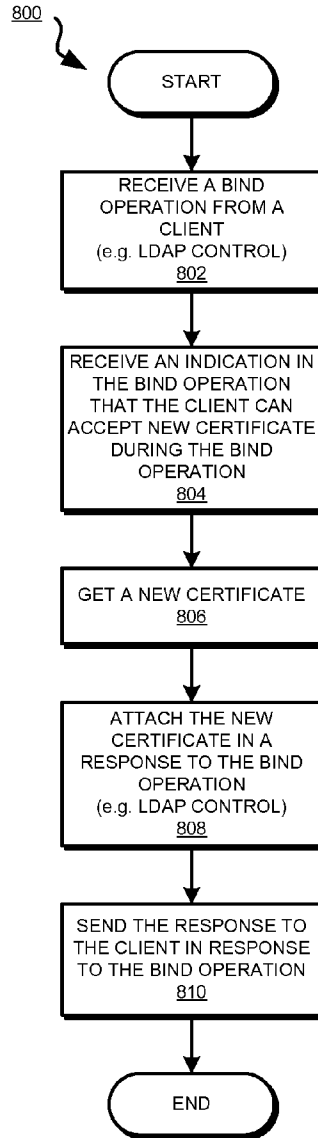 800
START
RECEIVE A BIND
OPERATION FROM A
CLIENT
(e.g. LDAP CONTROL)
802
RECEIVE AN INDICATION IN
THE BIND OPERATION
THAT THE CLIENT CAN
ACCEPT NEW CERTIFICATE
DURING THE BIND
OPERATION
804
GET A NEW CERTIFICATE
806
ATTACH THE NEW
CERTIFICATE IN A
RESPONSE TO THE BIND
OPERATION
(e.g. LDAP CONTROL)
808
SEND THE RESPONSE TO
THE CLIENT IN RESPONSE
TO THE BIND OPERATION
810
END